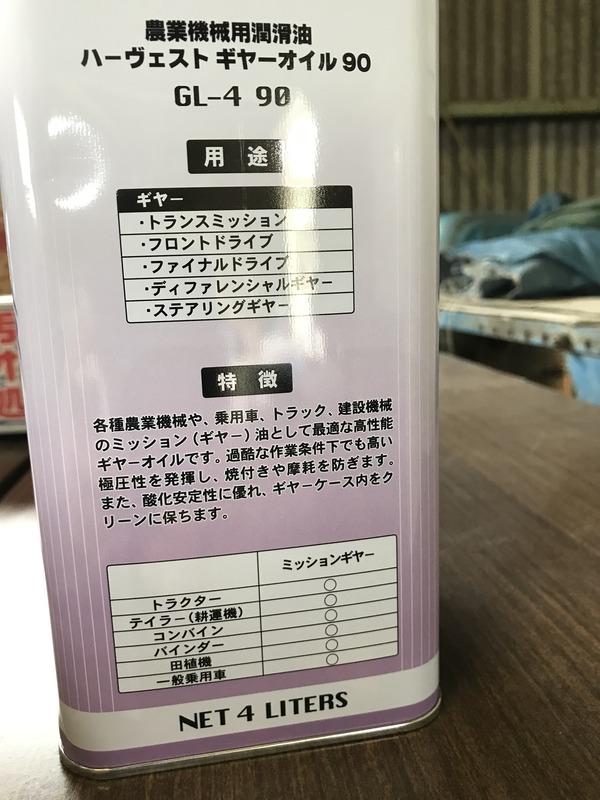 農業機械用潤滑油
ハーヴェスト ギヤーオイル 90
GL-4 90
用 途
ギヤー
・トランスミッション
・フロントドライブ
・ファイナルドライブ
・ディファレンシャルギヤー
・ステアリングギヤー
特 徴
各種農業機械や、乗用車、トラック、建設機械
のミッション(ギヤー)油として最適な高性能
ギヤーオイルです。過酷な作業条件下でも高い
極圧性を発揮し、焼付きや摩耗を防ぎます。
また、酸化安定性に優れ、ギヤーケース内をク
リーンに保ちます。
ミッションギヤー
トラクター ○
テイラー(耕運機) ○
コンバイン ○
バインダー ○
田植機 ○
一般乗用車 ○
NET 4 LITERS